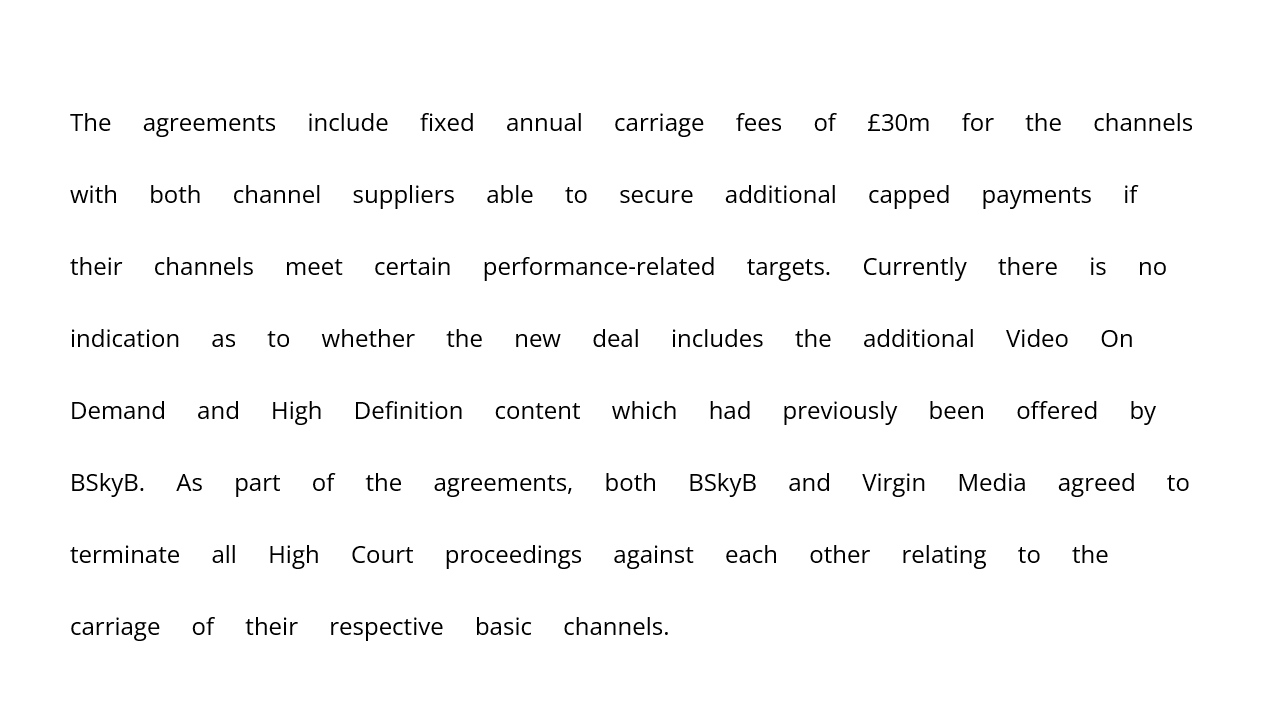 The agreements include fixed annual carriage fees of £30m for the channels
with both channel suppliers able to secure additional capped payments if
their channels meet certain performance-related targets. Currently there is no
indication as to whether the new deal includes the additional Video On
Demand and High Definition content which had previously been offered by
BSkyB. As part of the agreements, both BSkyB and Virgin Media agreed to
terminate all High Court proceedings against each other relating to the
carriage of their respective basic channels.